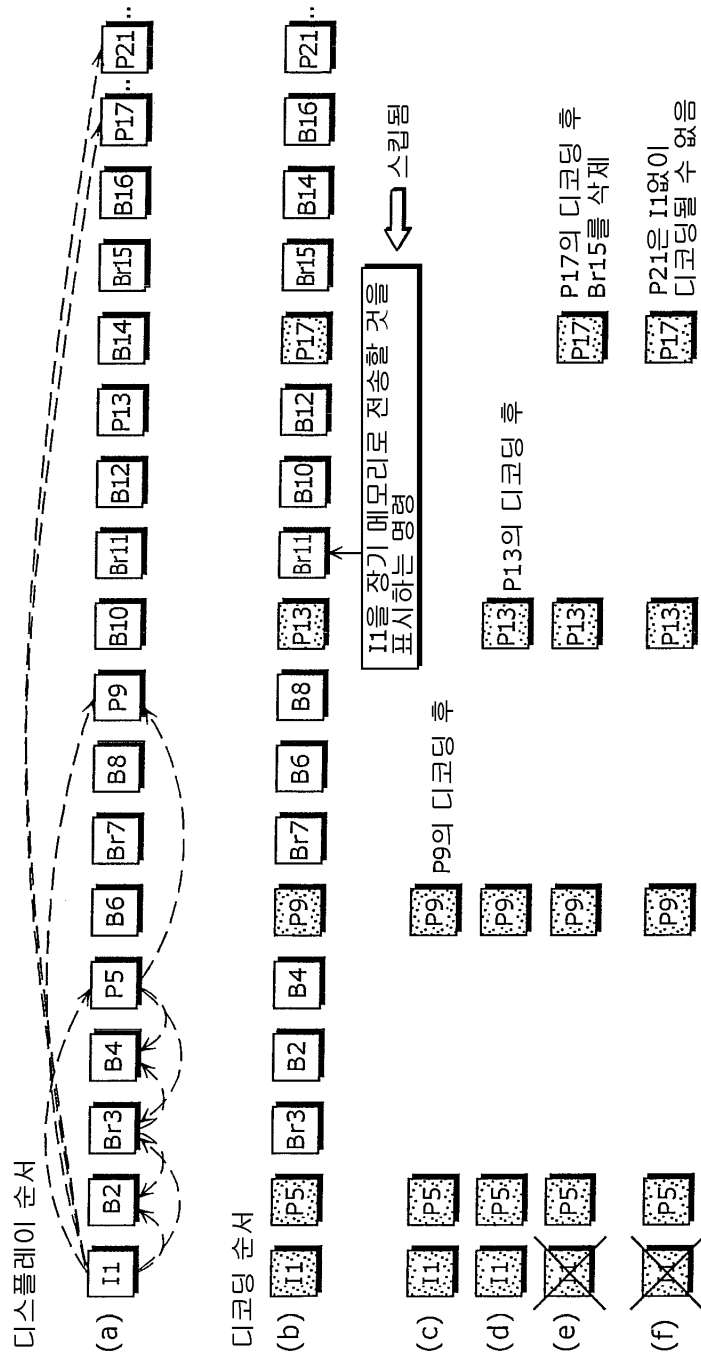 디스플레이 순서
(a) I1 B2 Br3 B4 P5 B6 Br7 B8 P9 B10 Br11 B12 P13 B14 Br15 B16 P17 ‥ P21 ‥
디코딩 순서
(b) I1 P5 Br3 B2 B4 P9 Br7 B6 B8 P13 Br11 B10 B12 P17 Br15 B14 B16 P21 ‥
I1을 장기 메모리로 전송할 것을
표시하는 명령
스킵됨
(c) I1 P5 P9 P9의 디코딩 후
(d) I1 P5 P9 P13 P13의 디코딩 후
(e) I1 P5 P9 P13 P17 P17의 디코딩 후
Br15를 삭제
(f) I1 P5 P9 P13 P17 P21은 I1없이
디코딩될 수 없음